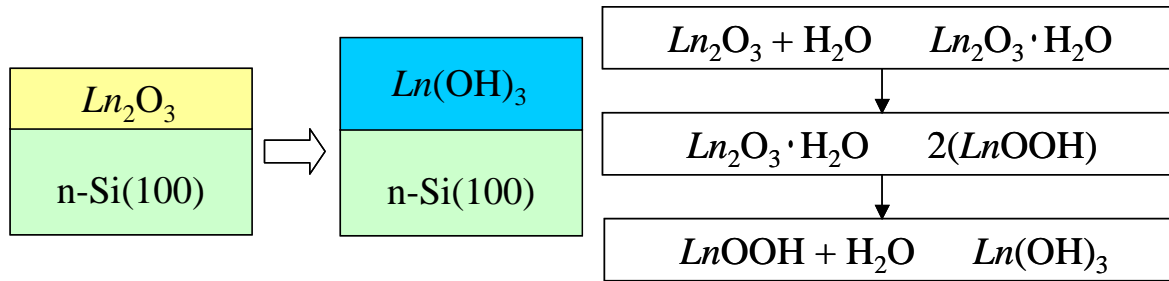 Ln₂O₃
n-Si(100)
Ln(OH)₃
n-Si(100)
Ln₂O₃ + H₂O Ln₂O₃·H₂O
Ln₂O₃·H₂O 2(LnOOH)
LnOOH + H₂O Ln(OH)₃